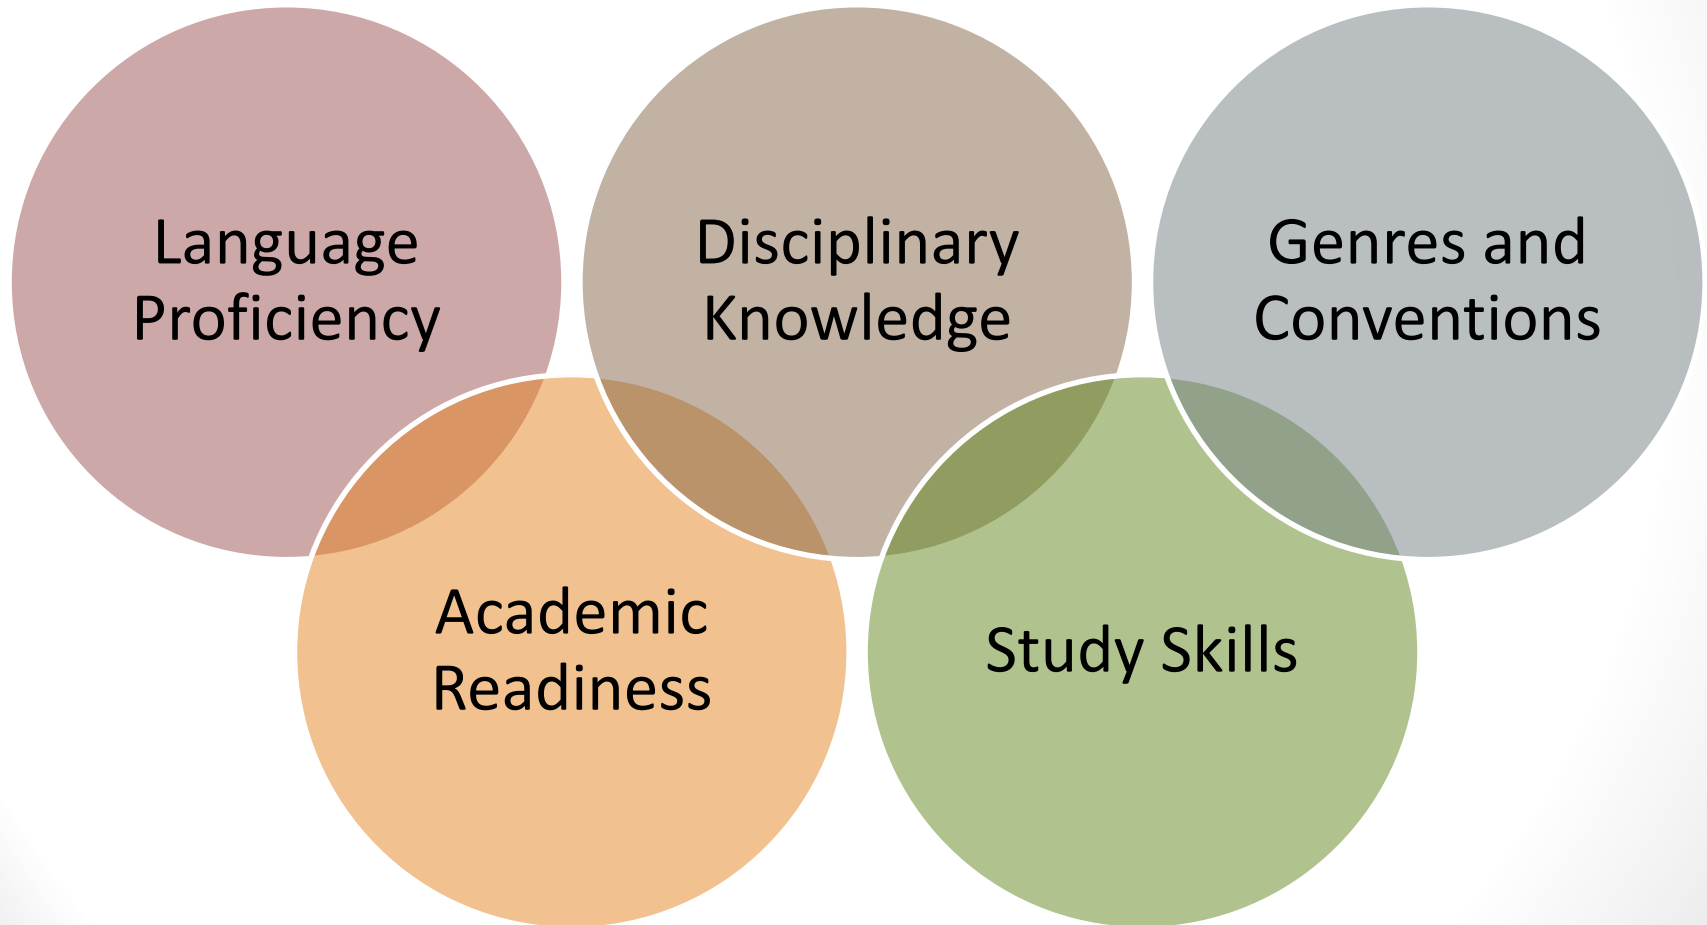 Language
Proficiency
Disciplinary
Knowledge
Genres and
Conventions
Academic
Readiness
Study Skills